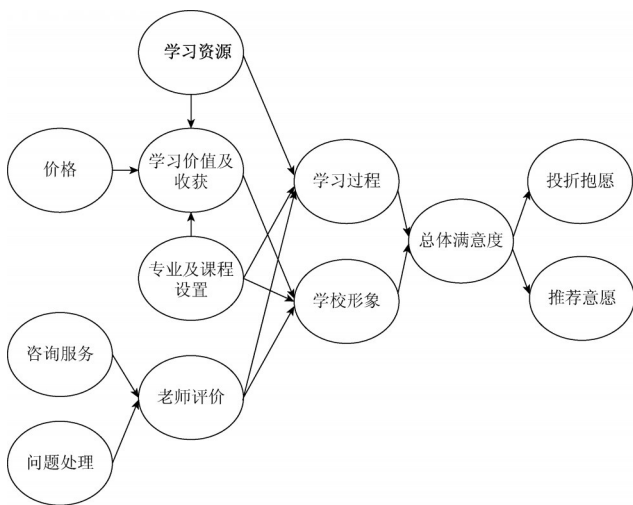 学习资源
价格
学习价值及
收获
学习过程
投折抱愿
总体满意度
专业及课程
设置
学校形象
推荐意愿
咨询服务
老师评价
问题处理